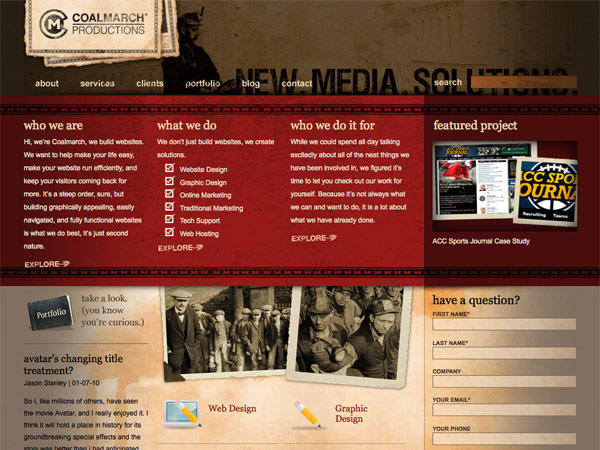 COALMARCH
PRODUCTIONS
about services clients portfolio blog contact
NEW.MEDIA.SOLUTIONS.
search
who we are
Hi, we're Coalmarch, we build websites.
We want to help make your life easy,
make your website run efficiently, and
keep your visitors coming back for
more. It's a steep order, sure, but
building graphically appealing, easily
navigated, and fully functional websites
is what we do best, it's just second
nature.
EXPLORE
what we do
We don't just build websites, we create
solutions.
Website Design
Graphic Design
Online Marketing
Traditional Marketing
Tech Support
Web Hosting
EXPLORE
who we do it for
While we could spend all day talking
excitedly about all of the neat things we
have been involved in, we figured it's
time to let you check out our work for
yourself. Because it's not always what
we can and want to do, it is a lot about
what we have already done.
EXPLORE
featured project
ACC SPORTS
JOURNAL
Recruiting Teams
ACC Sports Journal Case Study
Portfolio
take a look.
(you know
you're curious.)
avatar's changing title
treatment?
Jason Stanley | 01-07-10
So I, like millions of others, have seen
the movie Avatar, and I really enjoyed it. I
think it will hold a place in history for its
groundbreaking special effects and the
story was better than I had anticipated
Web Design
Graphic
Design
have a question?
FIRST NAME*
LAST NAME*
COMPANY
YOUR EMAIL*
YOUR PHONE